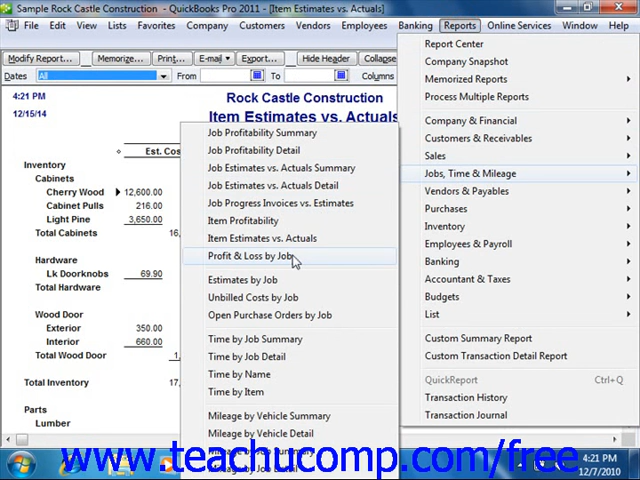 Sample Rock Castle Construction - QuickBooks Pro 2011 - [Item Estimates vs. Actuals]
File Edit View Lists Favorites Company Customers Vendors Employees Banking Reports Online Services Window Help
Modify Report... Memorize... Print... E-mail Export... Hide Header
Dates All From To Columns
4:21 PM
12/15/14
Rock Castle Construction
Item Estimates vs. Actuals
Est. Cos
Inventory
Cabinets
Cherry Wood 12,600.00
Cabinet Pulls 216.00
Light Pine 3,650.00
Total Cabinets 16,
Hardware
Lk Doorknobs 69.90
Total Hardware
Wood Door
Exterior 350.00
Interior 660.00
Total Wood Door 1,
Total Inventory 17,
Parts
Lumber
Job Profitability Summary
Job Profitability Detail
Job Estimates vs. Actuals Summary
Job Estimates vs. Actuals Detail
Job Progress Invoices vs. Estimates
Item Profitability
Item Estimates vs. Actuals
Profit & Loss by Job
Estimates by Job
Unbilled Costs by Job
Open Purchase Orders by Job
Time by Job Summary
Time by Job Detail
Time by Name
Time by Item
Mileage by Vehicle Summary
Mileage by Vehicle Detail
Mileage by Job Summary
Mileage by Job Detail
Report Center
Company Snapshot
Memorized Reports
Process Multiple Reports
Company & Financial
Customers & Receivables
Sales
Jobs, Time & Mileage
Vendors & Payables
Purchases
Inventory
Employees & Payroll
Banking
Accountant & Taxes
Budgets
List
Custom Summary Report
Custom Transaction Detail Report
QuickReport Ctrl+Q
Transaction History
Transaction Journal
www.teachucomp.com/free
4:21 PM
12/7/2010